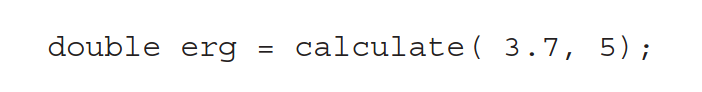 double erg = calculate( 3.7, 5);